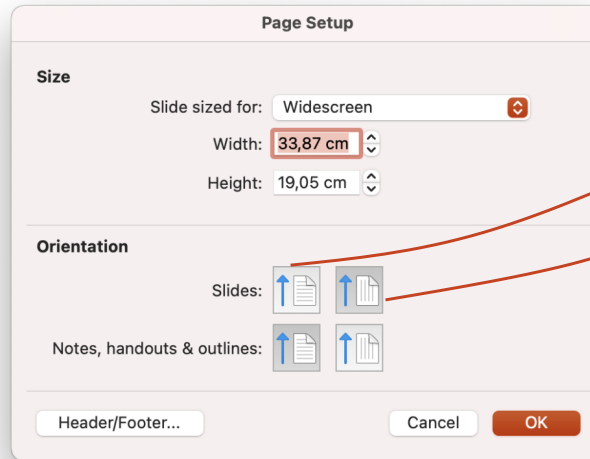 Page Setup
Size
Slide sized for: Widescreen
Width: 33,87 cm
Height: 19,05 cm
Orientation
Slides:
Notes, handouts & outlines:
Header/Footer... Cancel OK